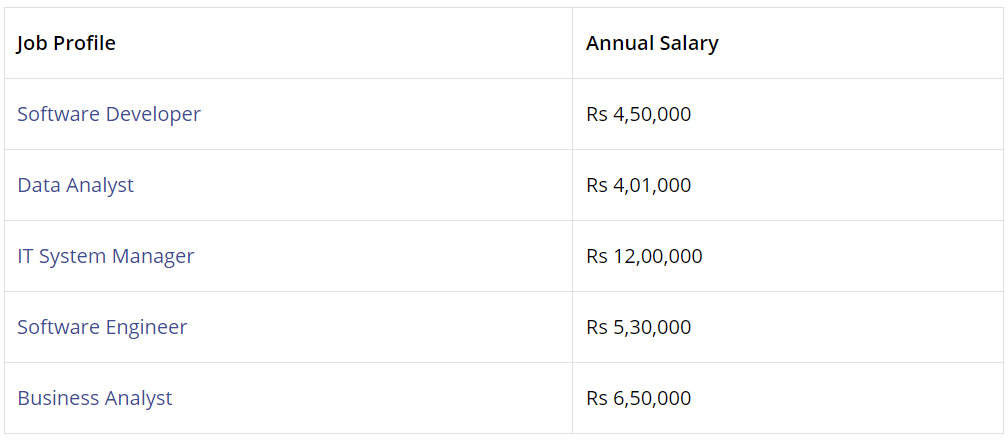 Job Profile Annual Salary
Software Developer Rs 4,50,000
Data Analyst Rs 4,01,000
IT System Manager Rs 12,00,000
Software Engineer Rs 5,30,000
Business Analyst Rs 6,50,000